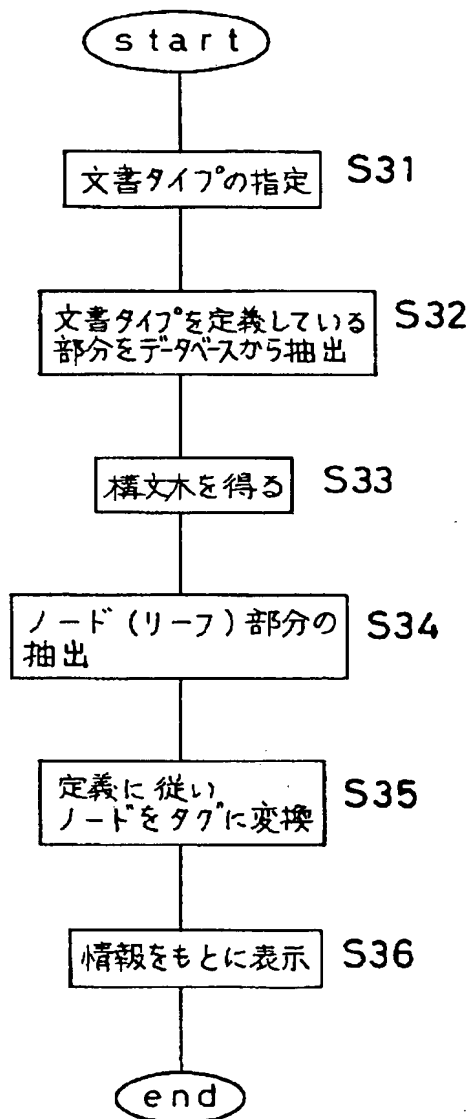 start
文書タイプの指定 S31
文書タイプを定義している S32
部分をデータベースから抽出
構文木を得る S33
ノード(リーフ)部分の S34
抽出
定義に従い S35
ノードをタグに変換
情報をもとに表示 S36
end